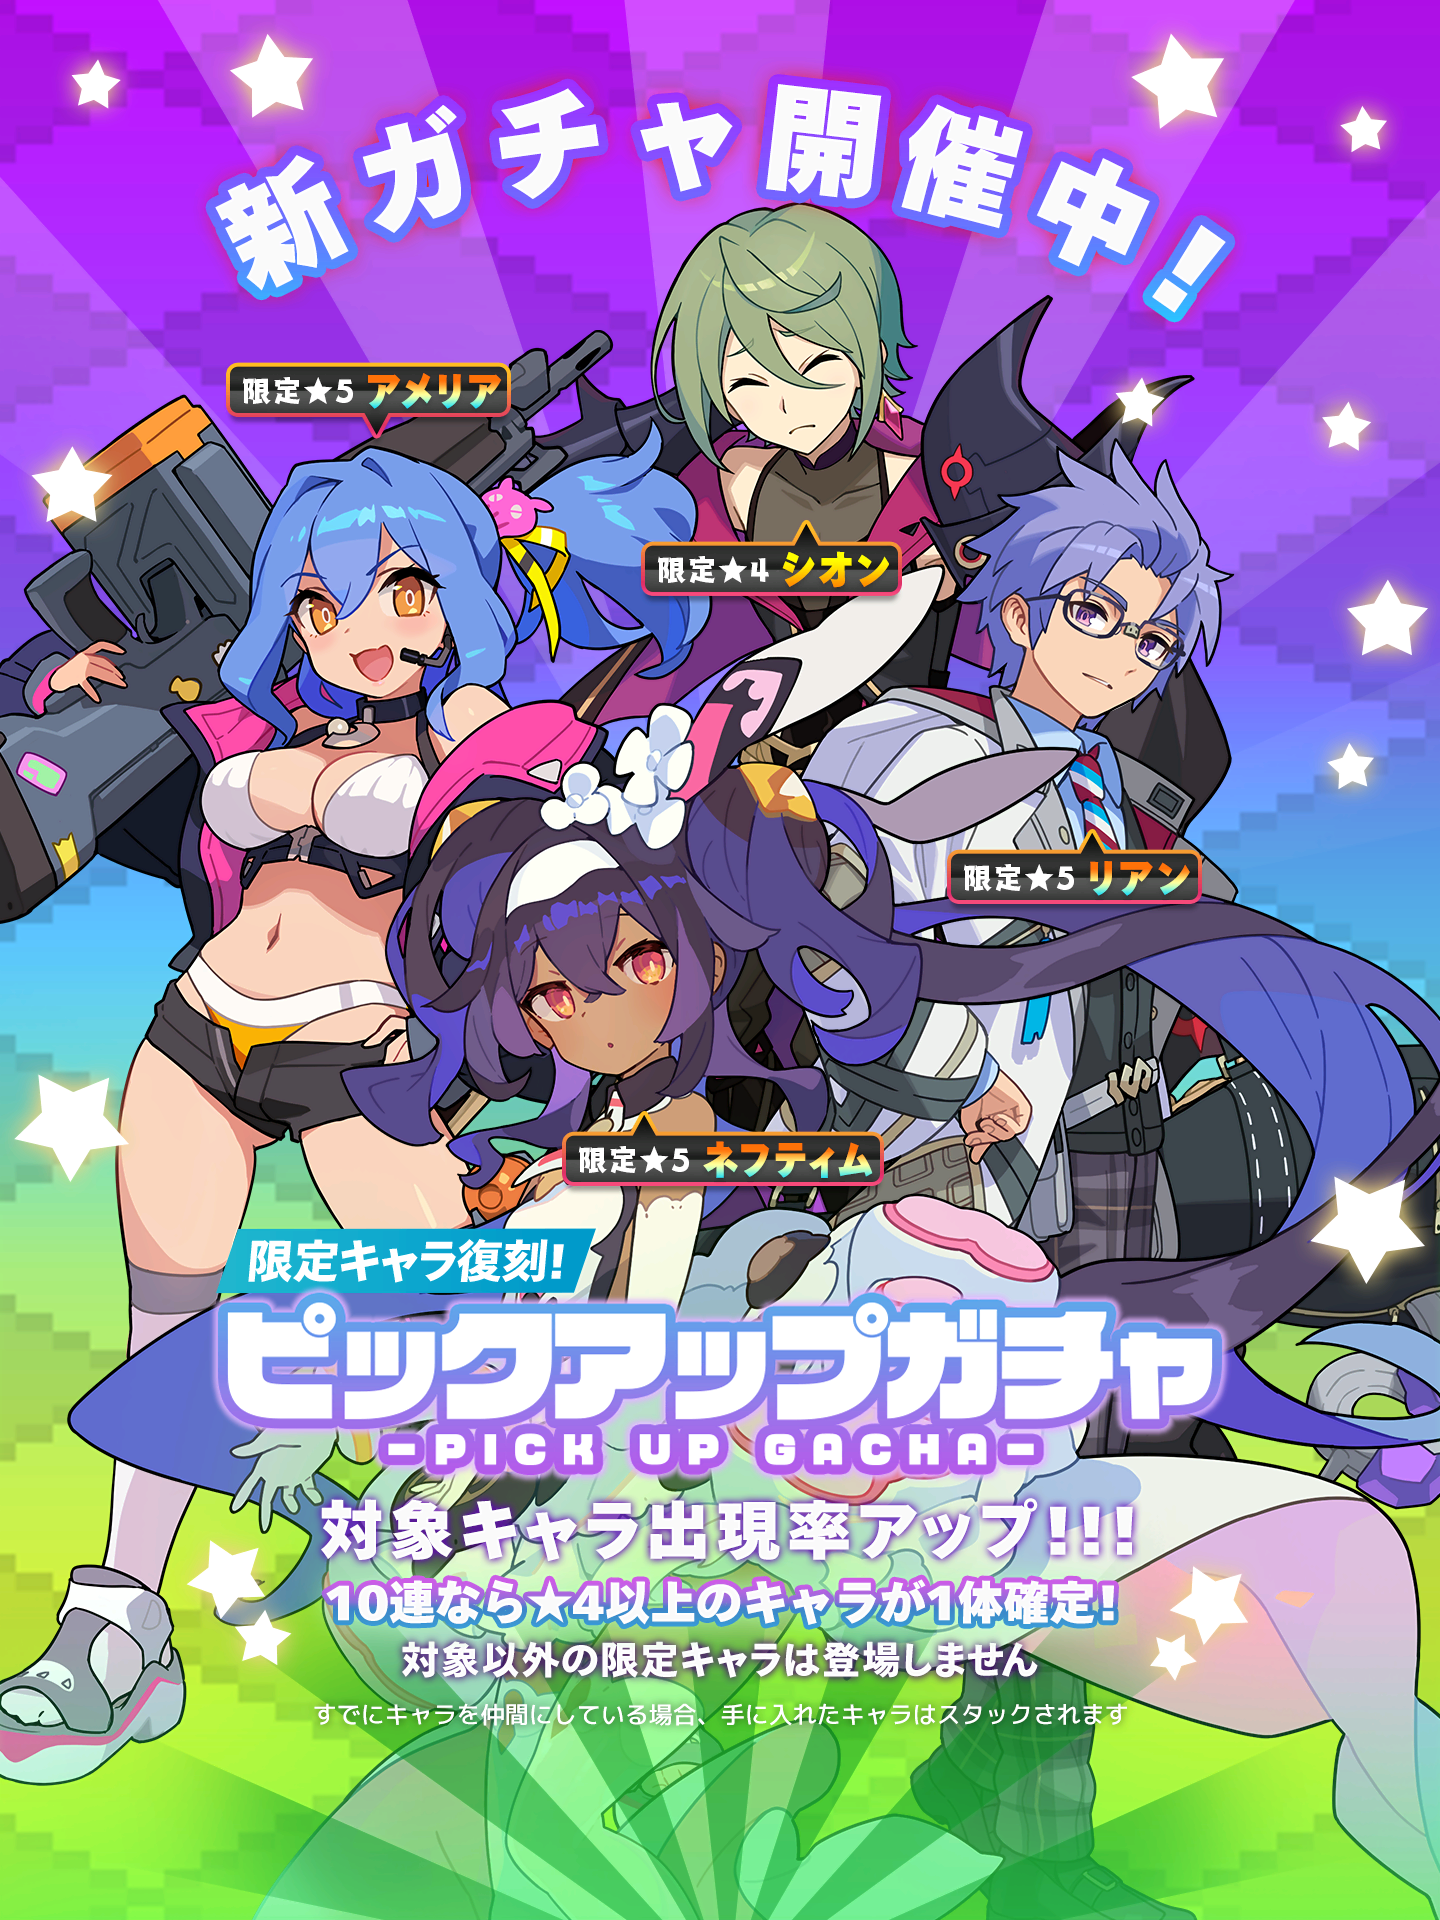 新ガチャ開催中!
限定★5 アメリア
限定★4 シオン
限定★5 リアン
限定★5 ネフティム
限定キャラ復刻!
ピックアップガチャ
-PICK UP GACHA-
対象キャラ出現率アップ!!!
10連なら★4以上のキャラが1体確定!
対象以外の限定キャラは登場しません
すでにキャラを仲間にしている場合、手に入れたキャラはスタックされます